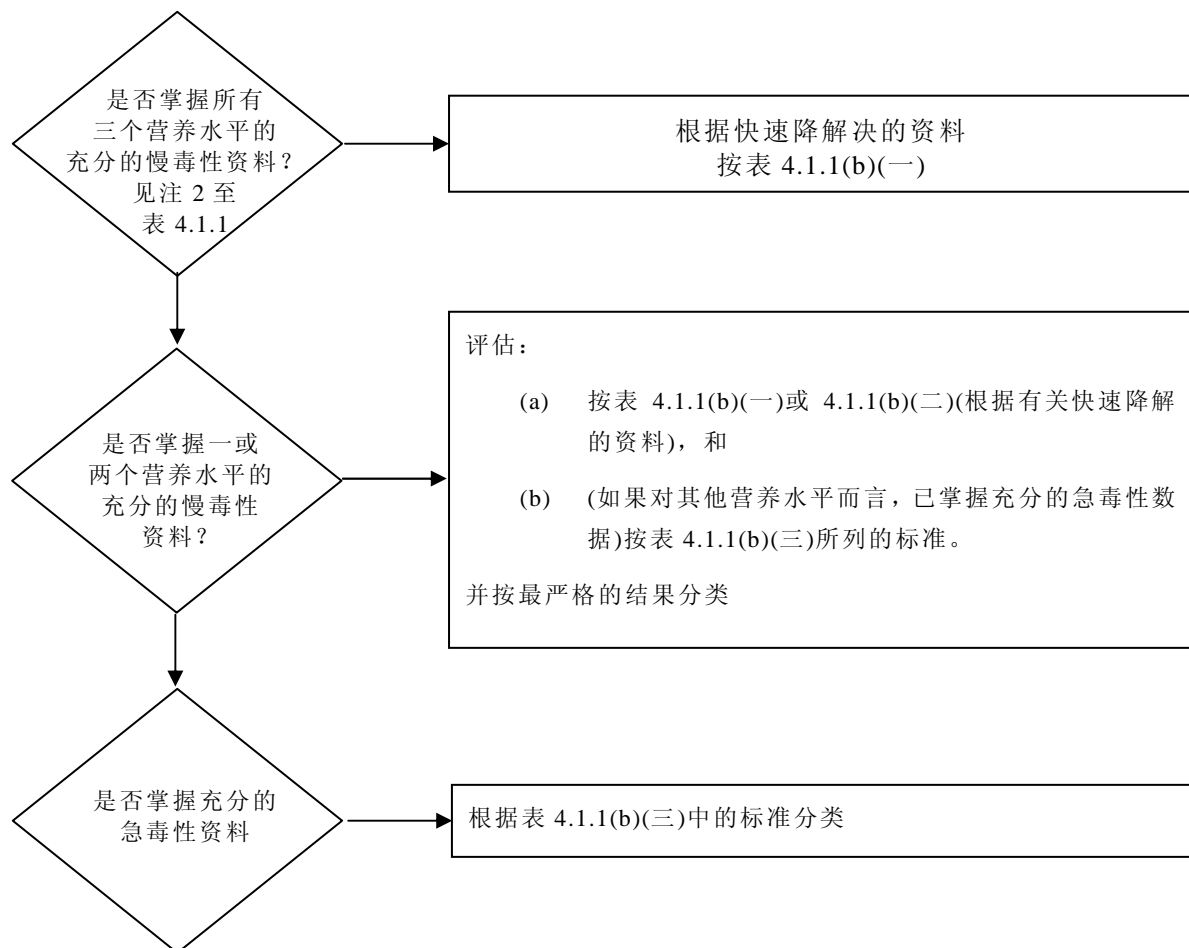 是否掌握所有
三个营养水平的
充分的慢毒性资料?
见注 2 至
表 4.1.1
根据快速降解决的资料
按表 4.1.1(b)(一)
是否掌握一或
两个营养水平的
充分的慢毒性
资料?
评估:
(a) 按表 4.1.1(b)(一)或 4.1.1(b)(二)(根据有关快速降解
的资料),和
(b) (如果对其他营养水平而言,已掌握充分的急毒性数
据)按表 4.1.1(b)(三)所列的标准。
并按最严格的结果分类
是否掌握充分的
急毒性资料
根据表 4.1.1(b)(三)中的标准分类